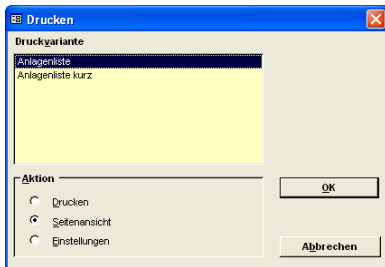 Drucken
Druckvariante
Anlagenliste
Anlagenliste kurz
Aktion
Drucken
Seitenansicht
Einstellungen
OK
Abbrechen